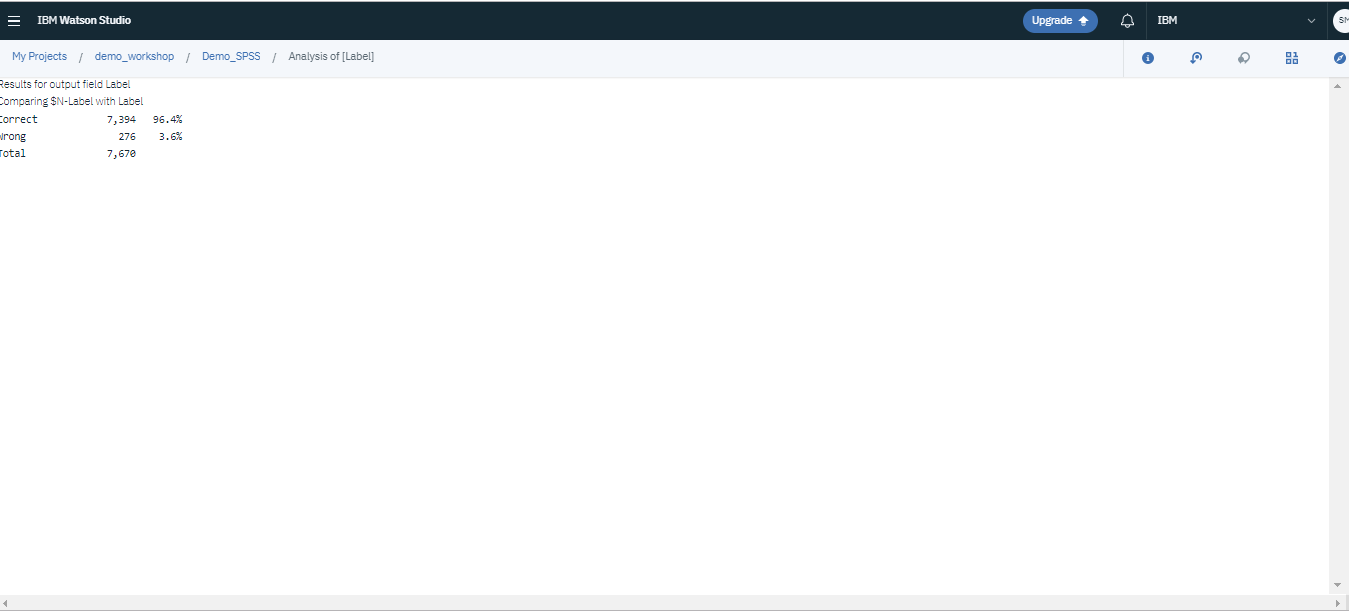 IBM Watson Studio
Upgrade
IBM
SM
My Projects / demo_workshop / Demo_SPSS / Analysis of [Label]
Results for output field Label
Comparing $N-Label with Label
Correct 7,394 96.4%
Wrong 276 3.6%
Total 7,670